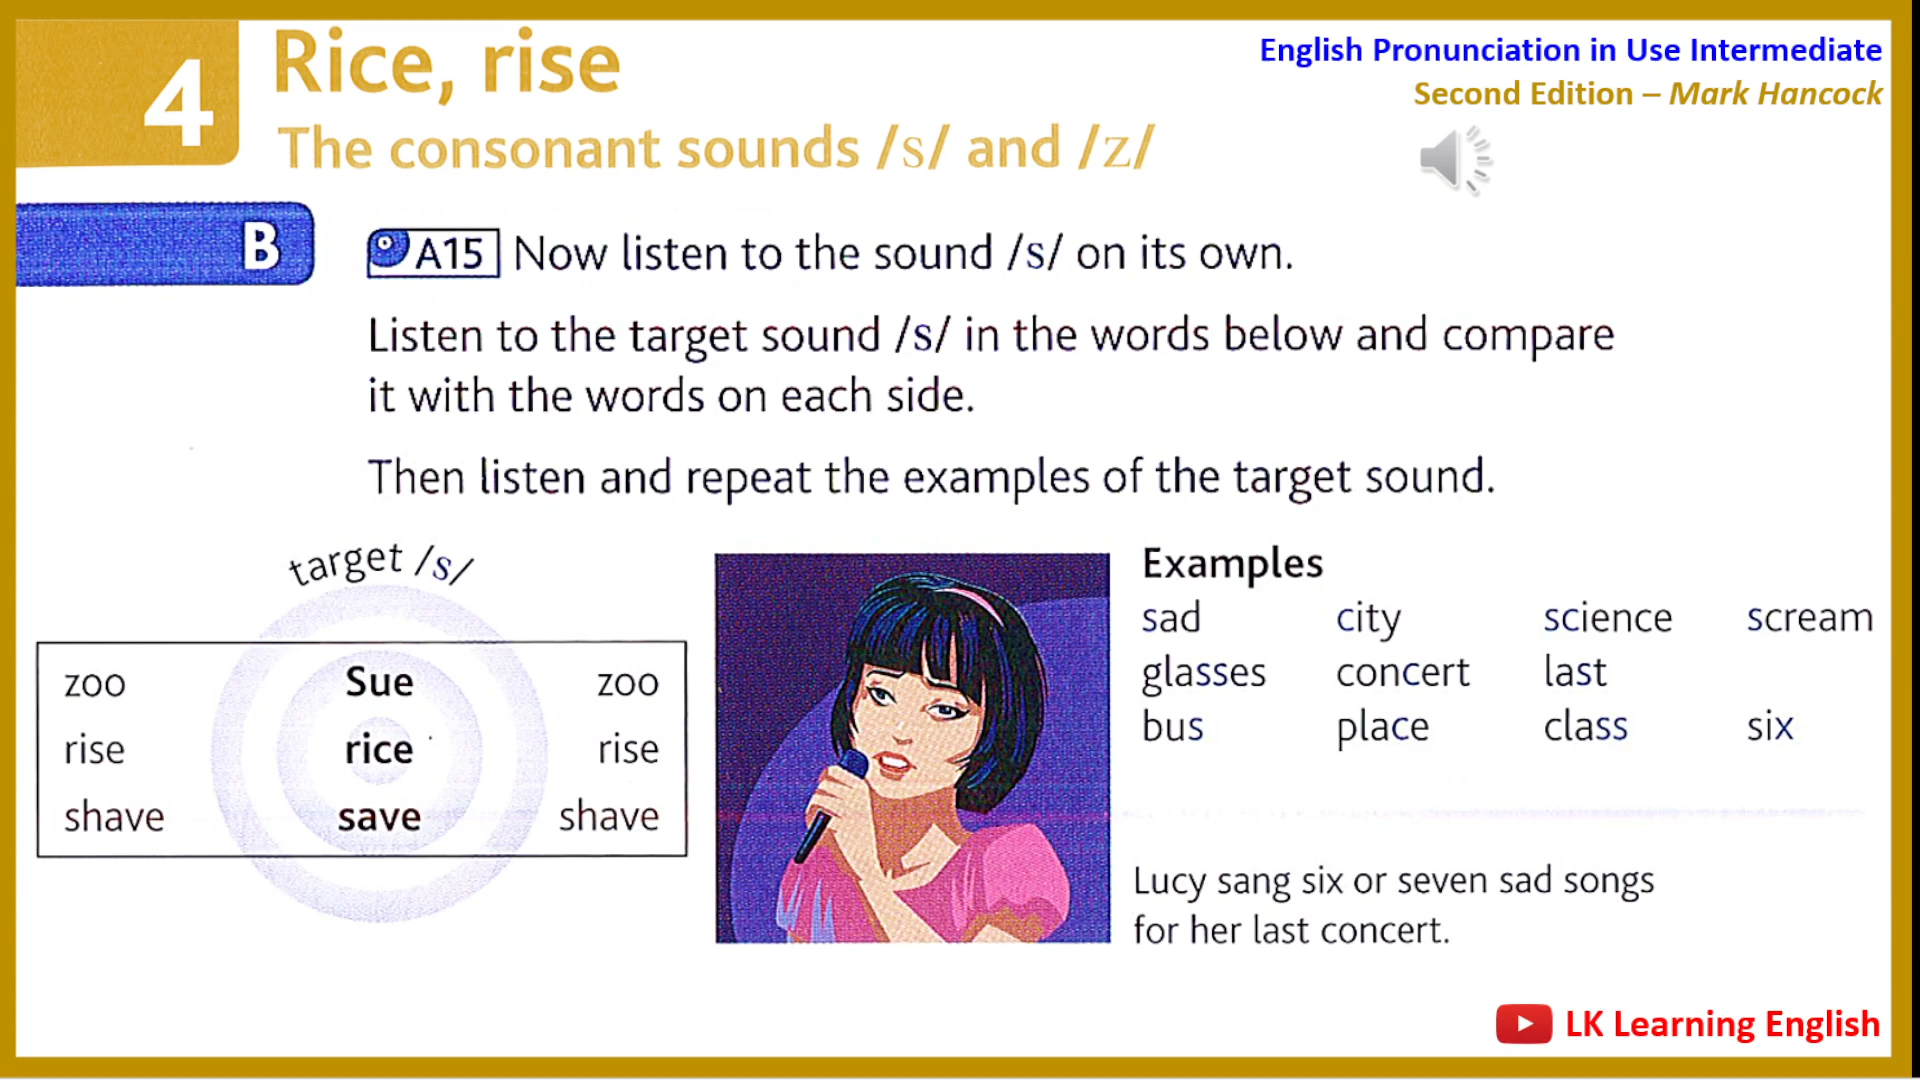 4
Rice, rise
The consonant sounds /s/ and /z/
English Pronunciation in Use Intermediate
Second Edition – Mark Hancock
B
A15 Now listen to the sound /s/ on its own.
Listen to the target sound /s/ in the words below and compare
it with the words on each side.
Then listen and repeat the examples of the target sound.
target /s/
zoo Sue zoo
rise rice rise
shave save shave
Examples
sad city science scream
glasses concert last
bus place class six
Lucy sang six or seven sad songs
for her last concert.
LK Learning English